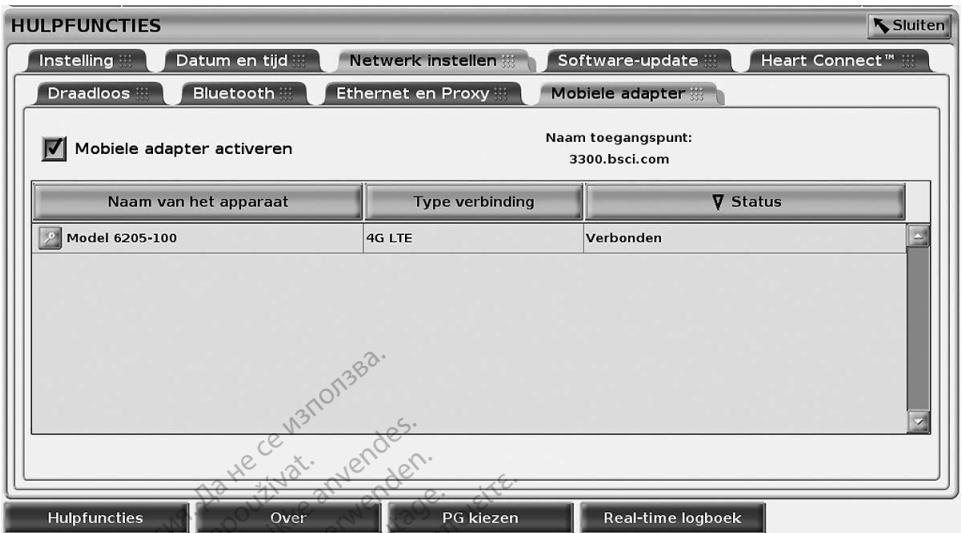 HULPFUNCTIES
Sluiten
Instelling
Datum en tijd
Netwerk instellen
Software-update
Heart Connect™
Draadloos
Bluetooth
Ethernet en Proxy
Mobiele adapter
Mobiele adapter activeren
Naam toegangspunt:
3300.bsci.com
Naam van het apparaat
Type verbinding
Status
Model 6205-100
4G LTE
Verbonden
Да не се използва.
anvendes.
Hulpfuncties
Over
PG kiezen
Real-time logboek